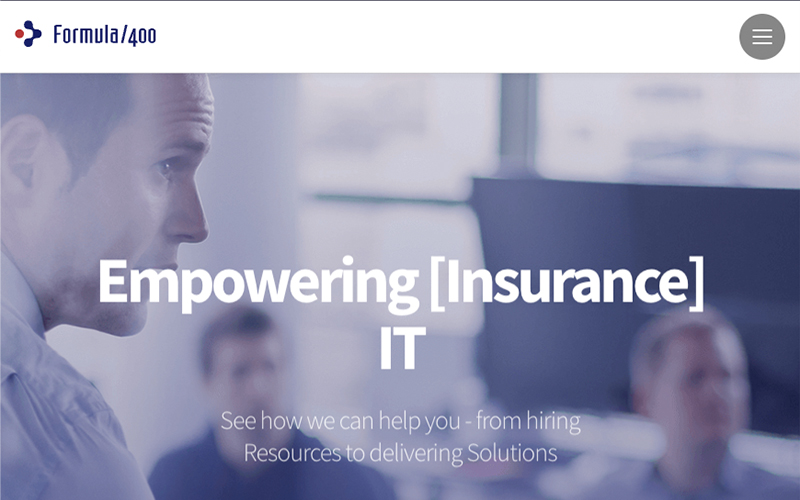 Formula/400
Empowering [Insurance]
IT
See how we can help you - from hiring
Resources to delivering Solutions